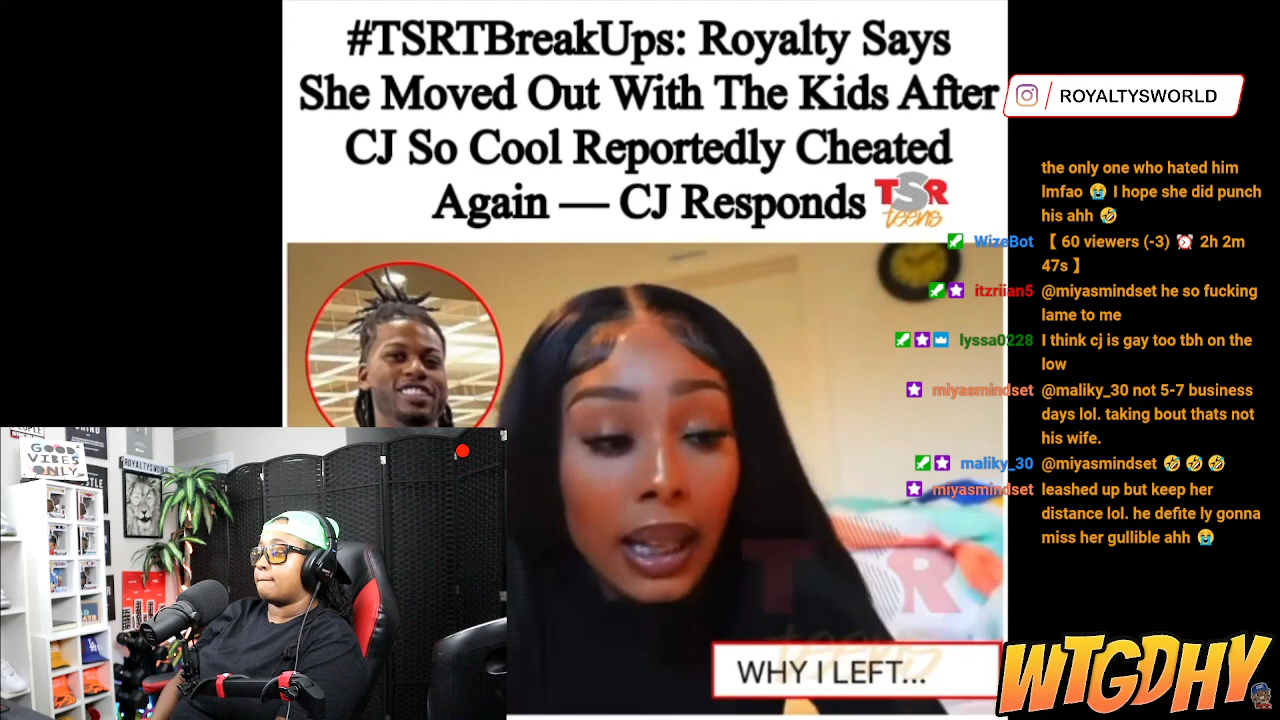 #TSRTBreakUps: Royalty Says
She Moved Out With The Kids After
CJ So Cool Reportedly Cheated
Again — CJ Responds
TSR
teens
ROYALTYSWORLD
the only one who hated him
lmfao 😭 I hope she did punch
his ahh 🤣
WizeBot 【 60 viewers (-3) ⏰ 2h 2m
47s 】
itzriian5 @miyasmindset he so fucking
lame to me
lyssa0228 I think cj is gay too tbh on the
low
miyasmindset @maliky_30 not 5-7 business
days lol. taking bout thats not
his wife.
maliky_30 @miyasmindset 🤣 🤣 🤣
miyasmindset leashed up but keep her
distance lol. he defite ly gonna
miss her gullible ahh 😭
GOOD
VIBES
ONLY
ROYALTYSWORLD
TSR
teens
WHY I LEFT...
WTGDHY